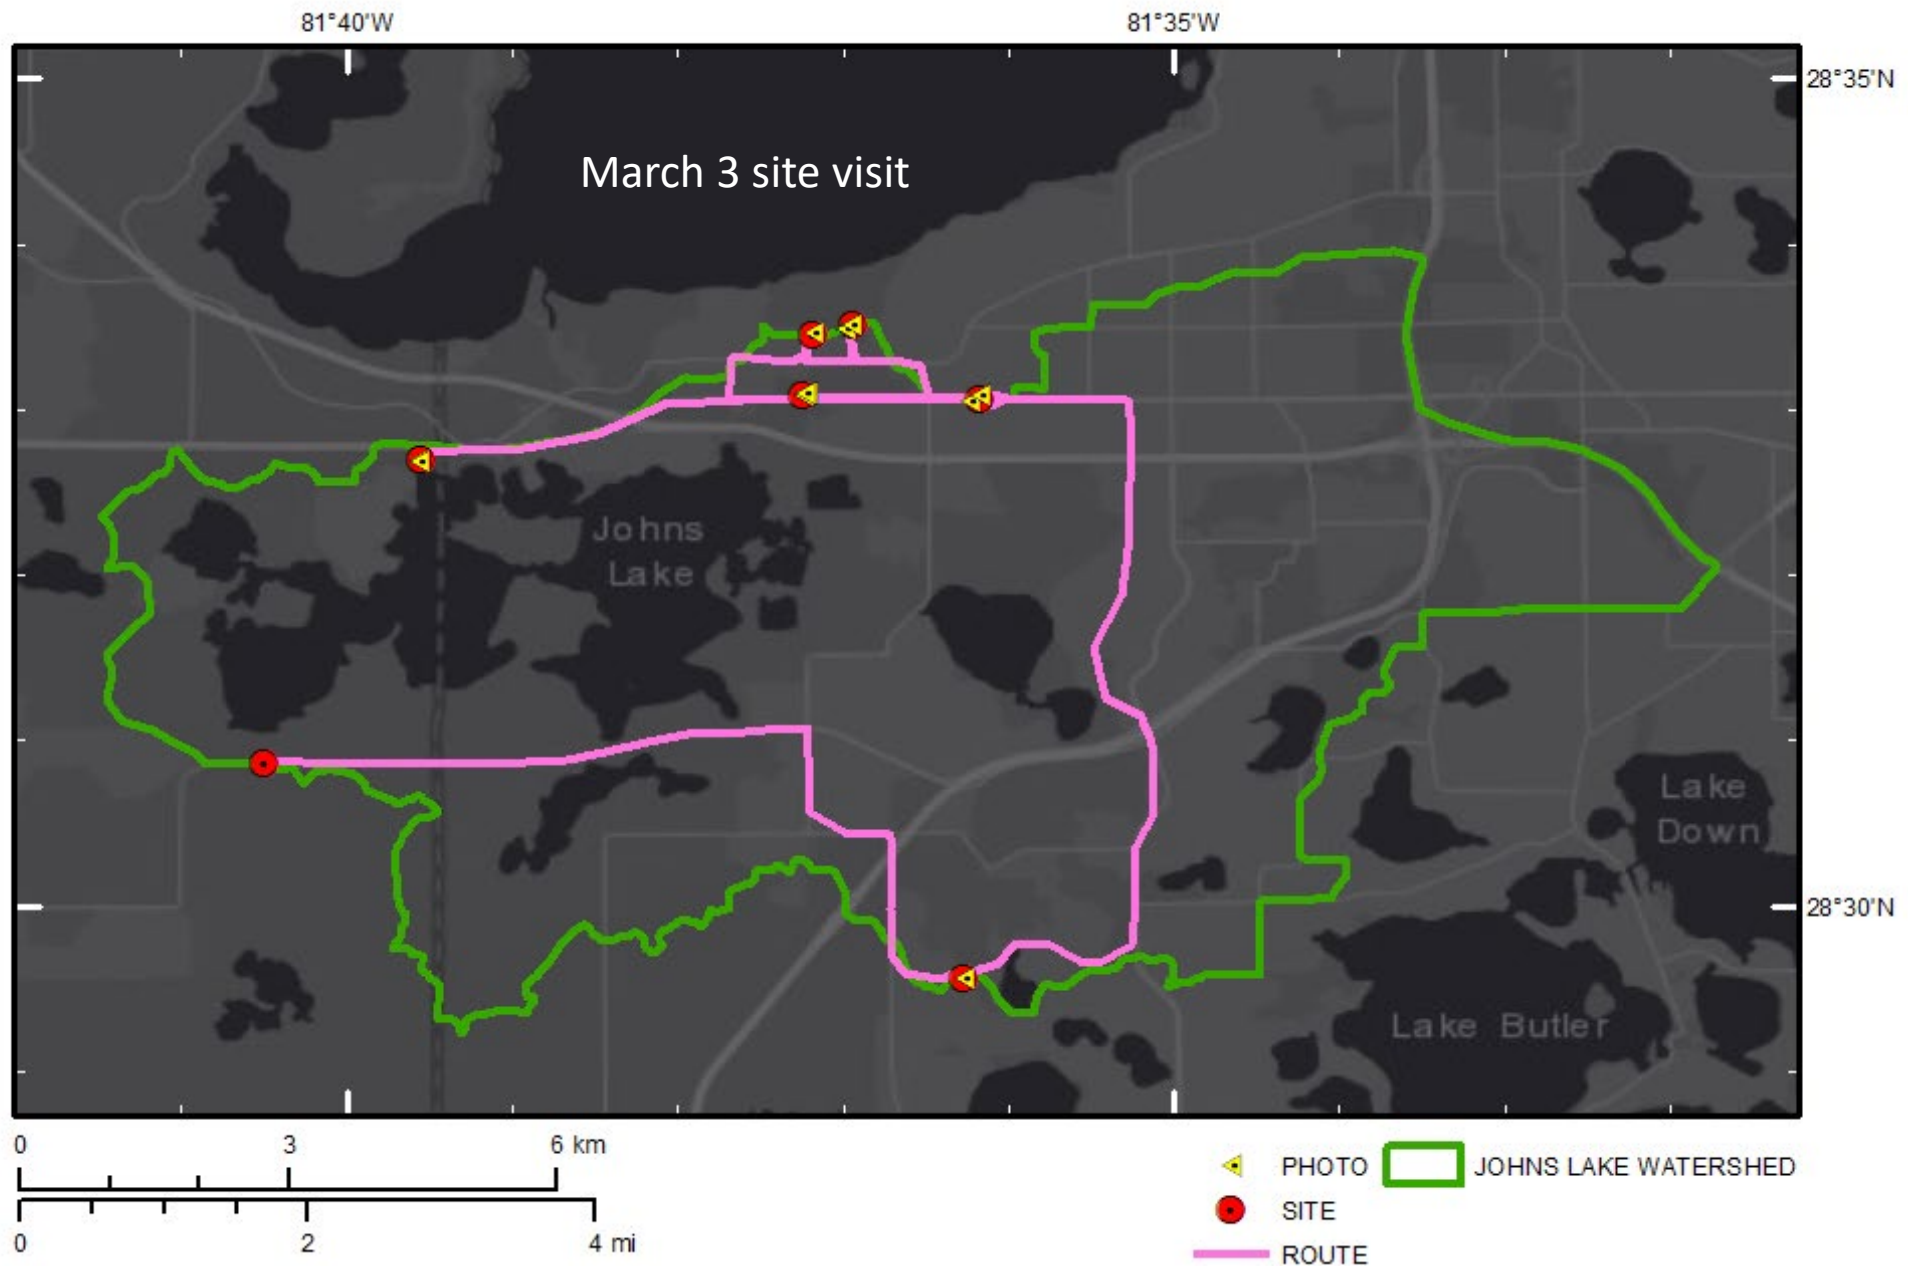 81°40'W
81°35'W
28°35'N
March 3 site visit
Johns
Lake
Lake
Down
28°30'N
Lake Butler
0
3
6 km
0
2
4 mi
PHOTO
JOHNS LAKE WATERSHED
SITE
ROUTE